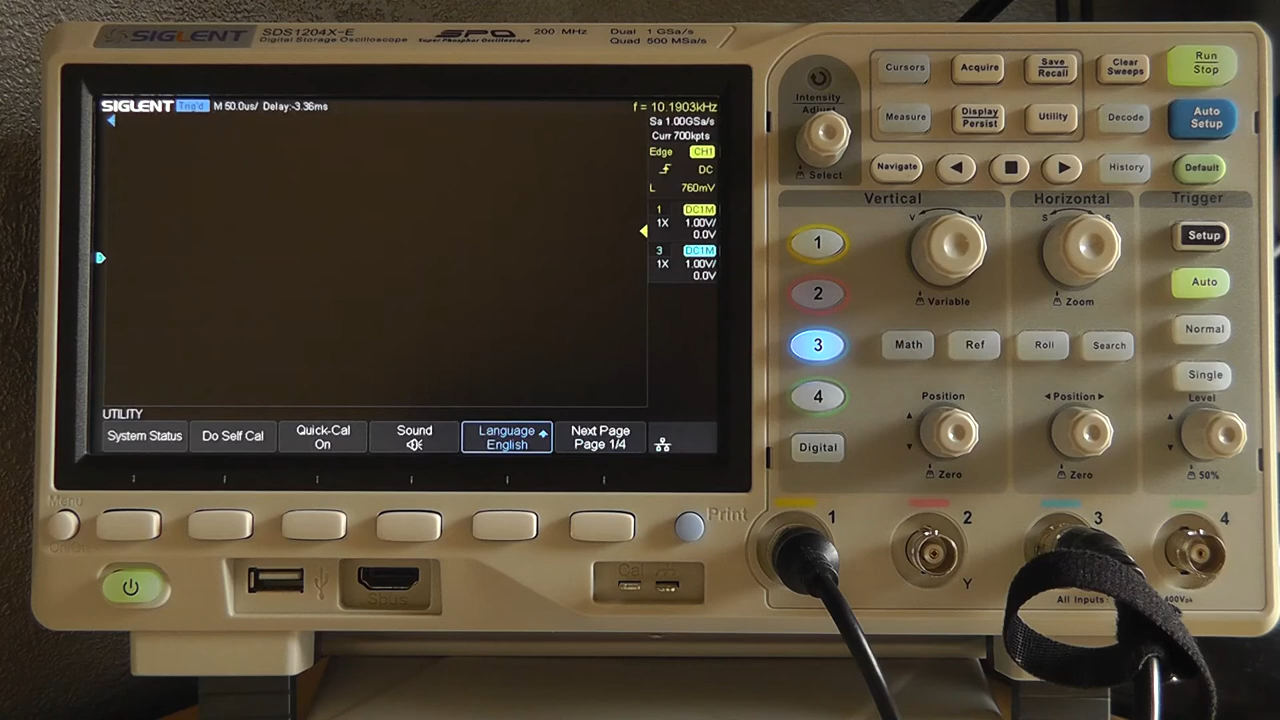 SIGLENT SDS1204X-E
Digital Storage Oscilloscope
SPO
Super Phosphor Oscilloscope
200 MHz
Dual 1 GSa/s
Quad 500 MSa/s
SIGLENT Trig'd M 50.0us/ Delay:-3.36ms
f = 10.1903kHz
Sa 1.00GSa/s
Curr 700kpts
Edge CH1
DC
L 760mV
1 DC1M
1X 1.00V/
0.0V
3 DC1M
1X 1.00V/
0.0V
UTILITY
System Status
Do Self Cal
Quick-Cal
On
Sound
Language
English
Next Page
Page 1/4
Menu
On/Off
Print
Sbus
Cal
Intensity
Adjust
Select
Cursors
Acquire
Save
Recall
Clear
Sweeps
Run
Stop
Measure
Display
Persist
Utility
Decode
Auto
Setup
Navigate
History
Default
Vertical
Horizontal
Trigger
V
V
S
S
Variable
Zoom
Setup
Auto
Normal
Single
1
2
3
4
Digital
Math
Ref
Roll
Search
Position
Position
Level
Zero
Zero
50%
1
2
3
4
Y
All Inputs
400Vpk